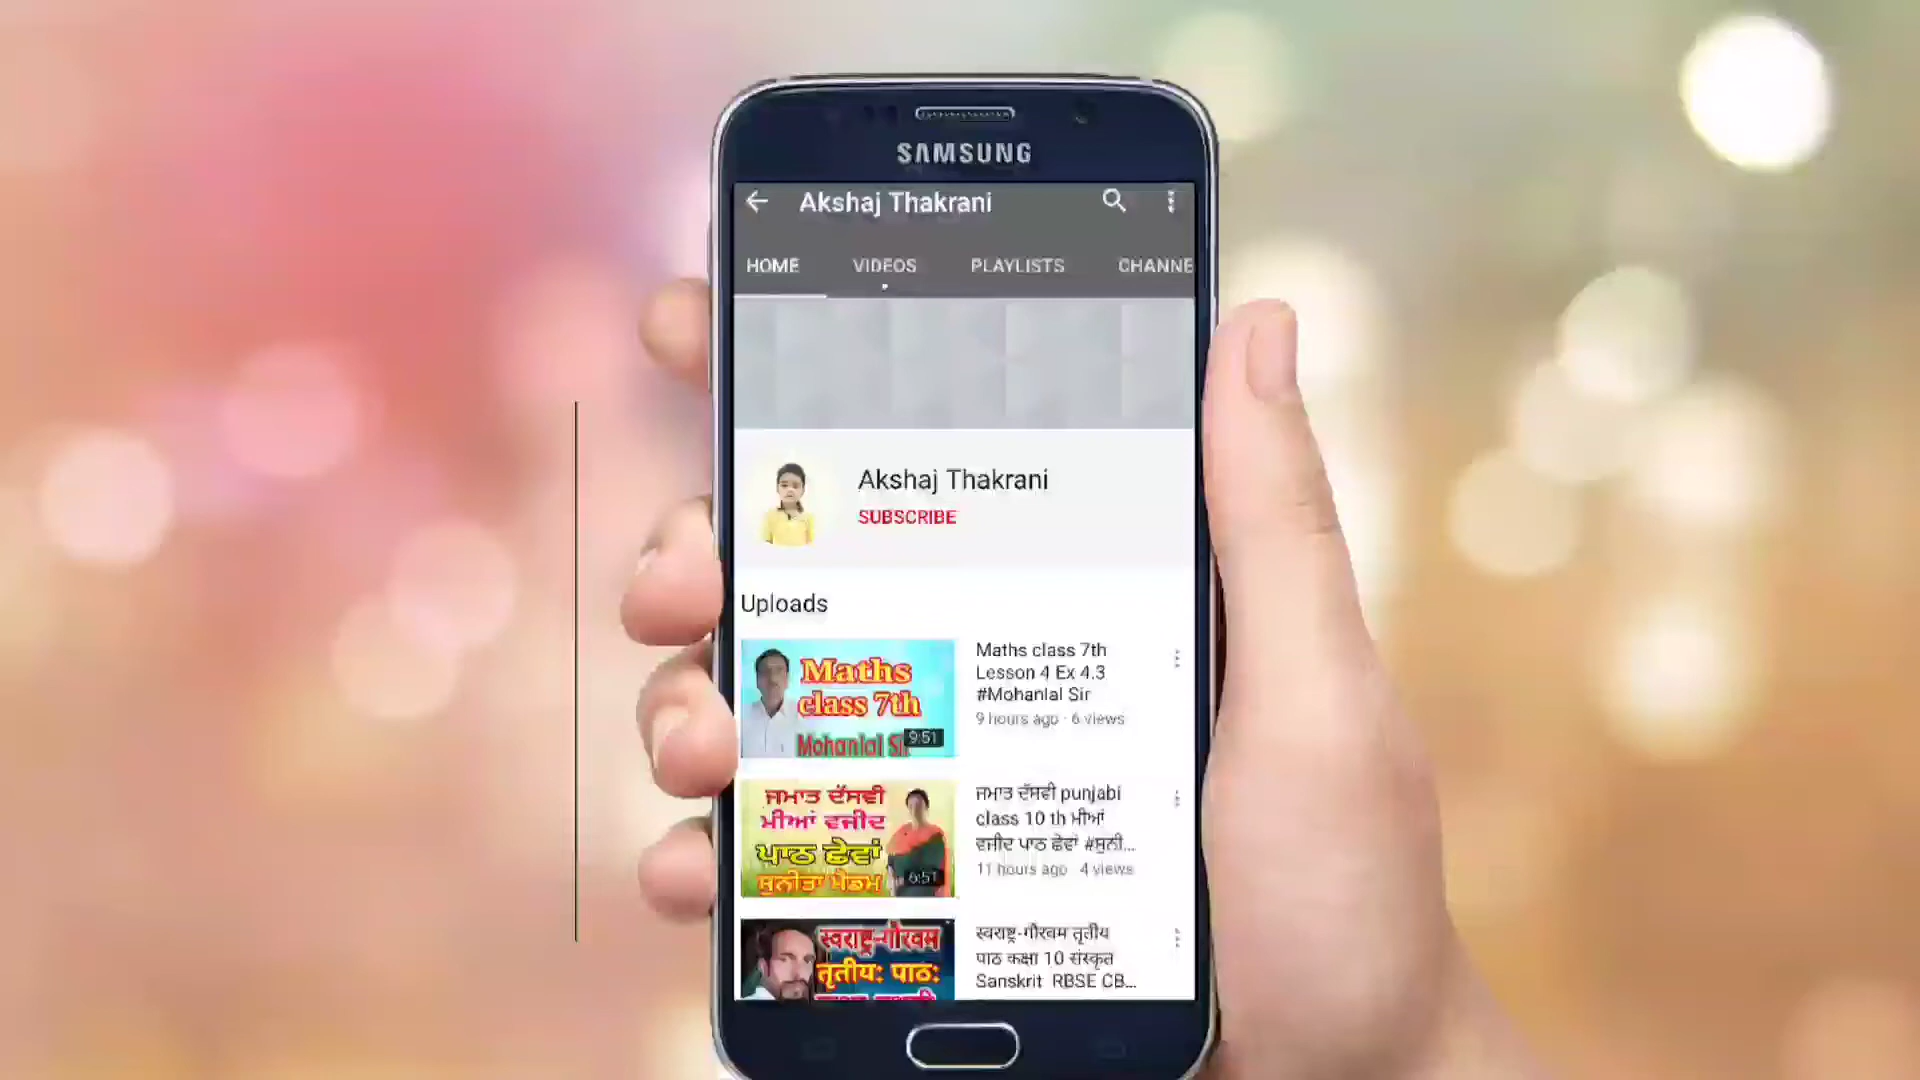 SAMSUNG
Akshaj Thakrani
HOME VIDEOS PLAYLISTS CHANNE
Akshaj Thakrani
SUBSCRIBE
Uploads
Maths
class 7th
Mohanlal Sir
9:51
Maths class 7th
Lesson 4 Ex 4.3
#Mohanlal Sir
9 hours ago · 6 views
ਜਮਾਤ ਦੱਸਵੀ
ਮੀਆਂ ਵਜੀਦ
ਪਾਠ ਛੇਵਾਂ
ਸੁਨੀਤਾ ਮੈਡਮ
6:51
ਜਮਾਤ ਦੱਸਵੀ punjabi
class 10 th ਮੀਆਂ
ਵਜੀਦ ਪਾਠ ਛੇਵਾਂ #ਸੁਨੀ...
11 hours ago · 4 views
स्वराष्ट्र-गौरवम
तृतीय: पाठ:
स्वराष्ट्र-गौरवम तृतीय
पाठ कक्षा 10 संस्कृत
Sanskrit RBSE CB...